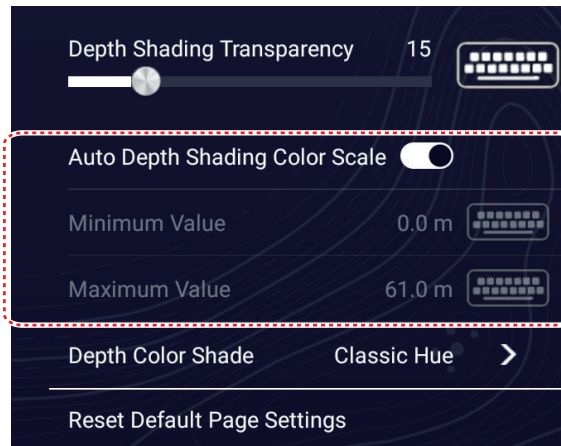 Depth Shading Transparency 15
Auto Depth Shading Color Scale
Minimum Value 0.0 m
Maximum Value 61.0 m
Depth Color Shade Classic Hue
Reset Default Page Settings